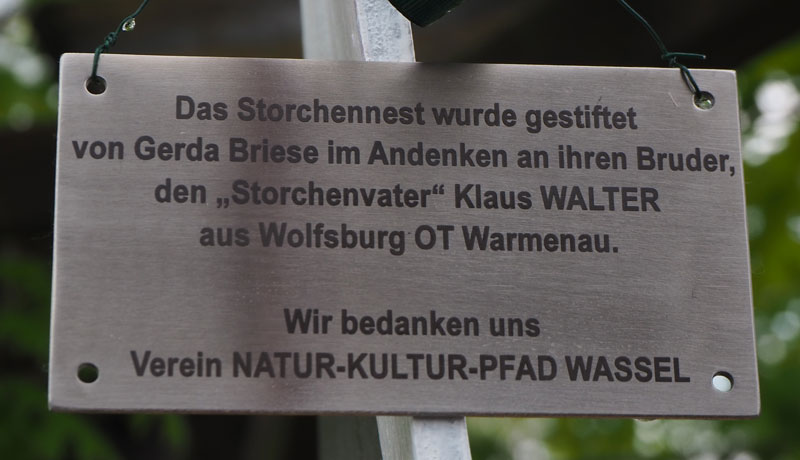 Das Storchennest wurde gestiftet
von Gerda Briese im Andenken an ihren Bruder,
den „Storchenvater“ Klaus WALTER
aus Wolfsburg OT Warmenau.
Wir bedanken uns
Verein NATUR-KULTUR-PFAD WASSEL